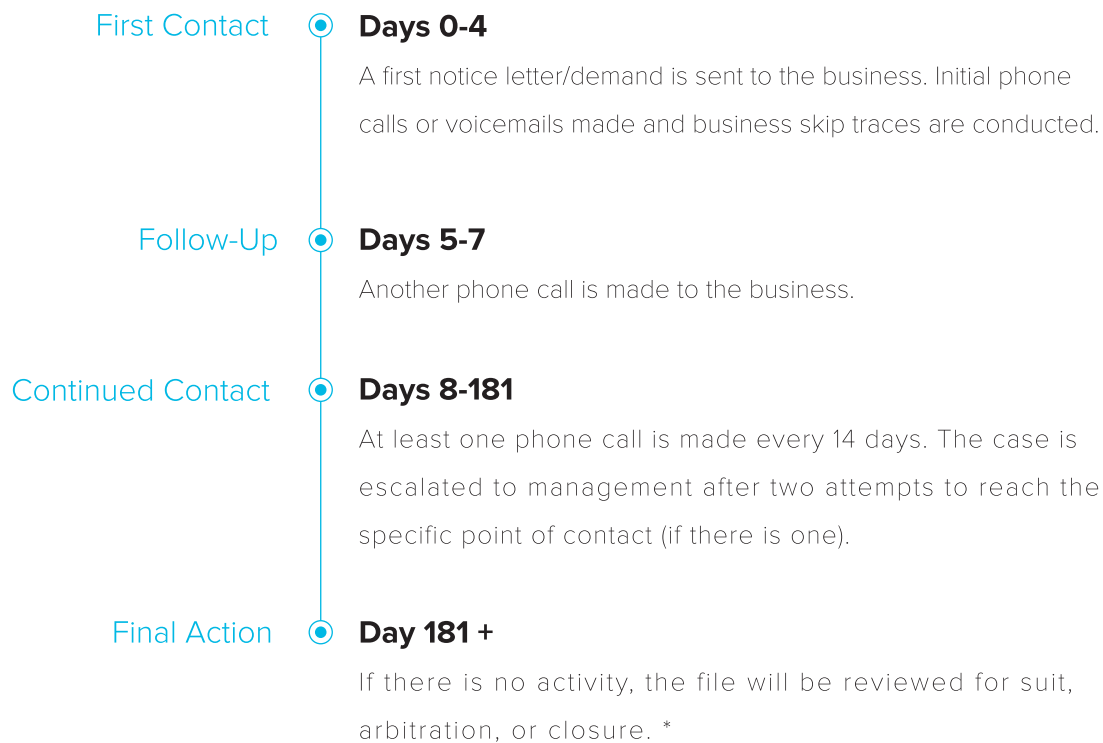 First Contact
Days 0-4
A first notice letter/demand is sent to the business. Initial phone
calls or voicemails made and business skip traces are conducted.
Follow-Up
Days 5-7
Another phone call is made to the business.
Continued Contact
Days 8-181
At least one phone call is made every 14 days. The case is
escalated to management after two attempts to reach the
specific point of contact (if there is one).
Final Action
Day 181 +
If there is no activity, the file will be reviewed for suit,
arbitration, or closure. *